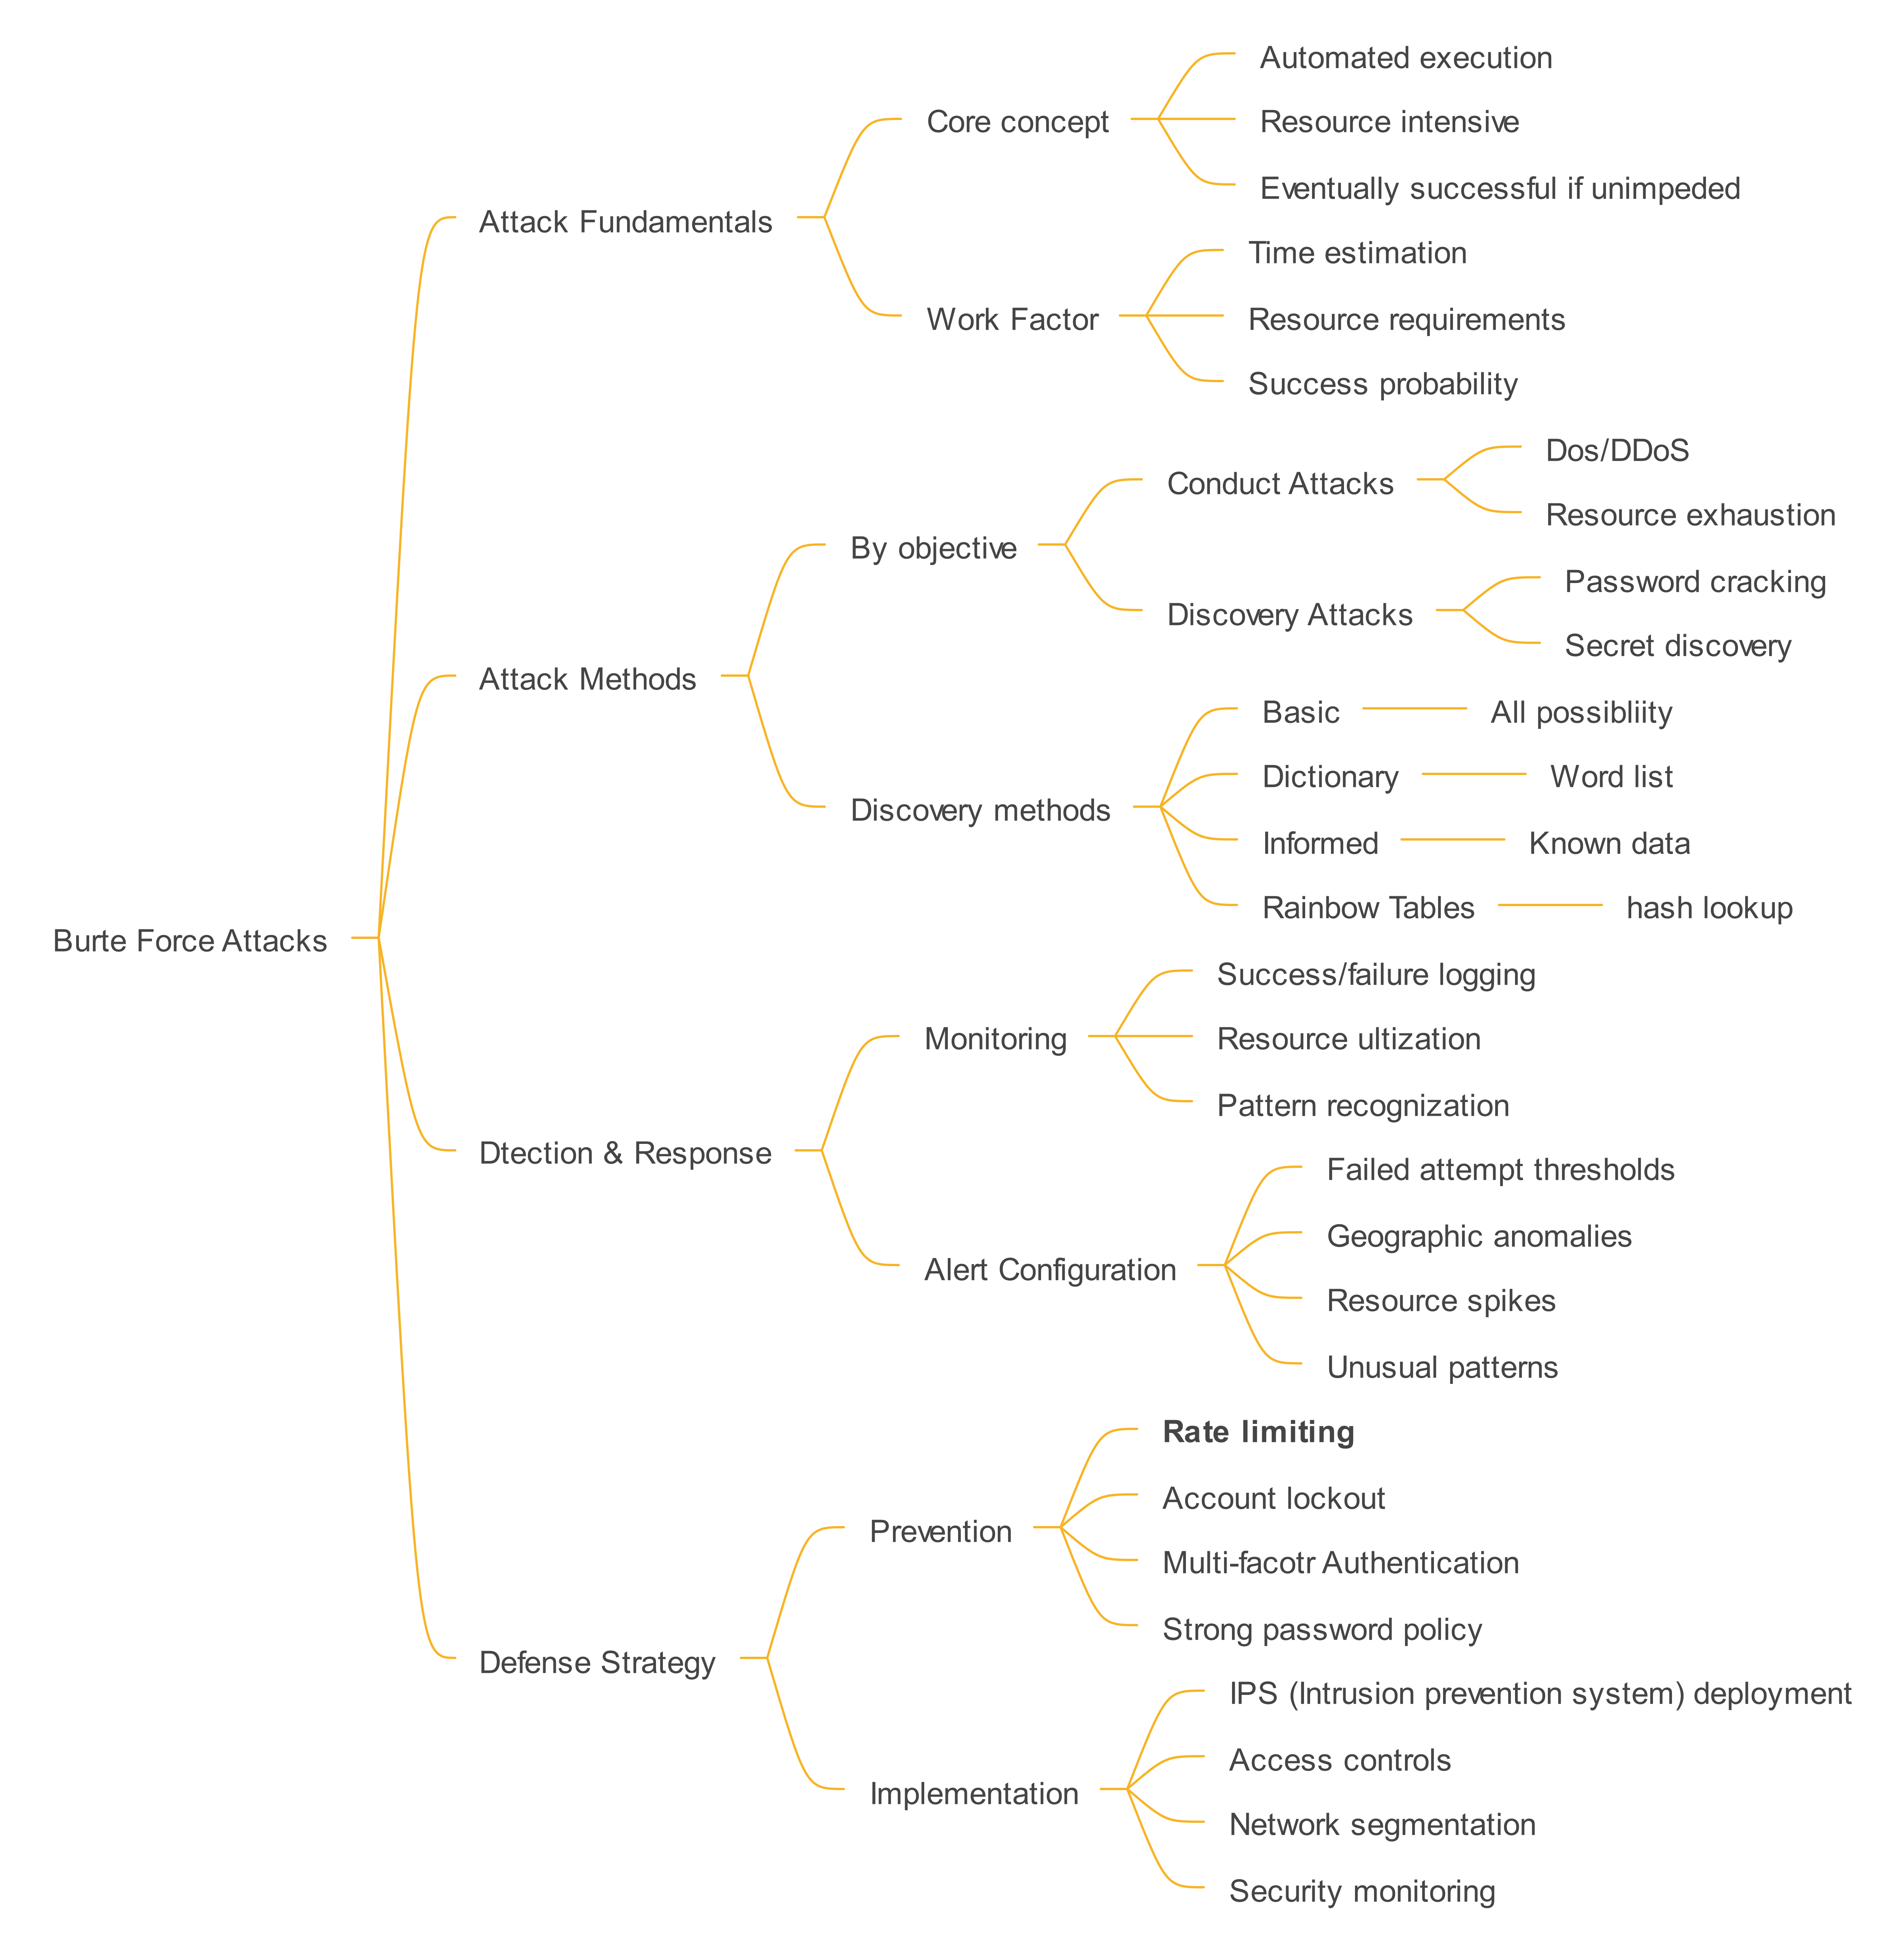 Burte Force Attacks
Attack Fundamentals
Core concept
Automated execution
Resource intensive
Eventually successful if unimpeded
Work Factor
Time estimation
Resource requirements
Success probability
Attack Methods
By objective
Conduct Attacks
Dos/DDoS
Resource exhaustion
Discovery Attacks
Password cracking
Secret discovery
Discovery methods
Basic
All possibliity
Dictionary
Word list
Informed
Known data
Rainbow Tables
hash lookup
Dtection & Response
Monitoring
Success/failure logging
Resource ultization
Pattern recognization
Alert Configuration
Failed attempt thresholds
Geographic anomalies
Resource spikes
Unusual patterns
Defense Strategy
Prevention
Rate limiting
Account lockout
Multi-facotr Authentication
Strong password policy
Implementation
IPS (Intrusion prevention system) deployment
Access controls
Network segmentation
Security monitoring